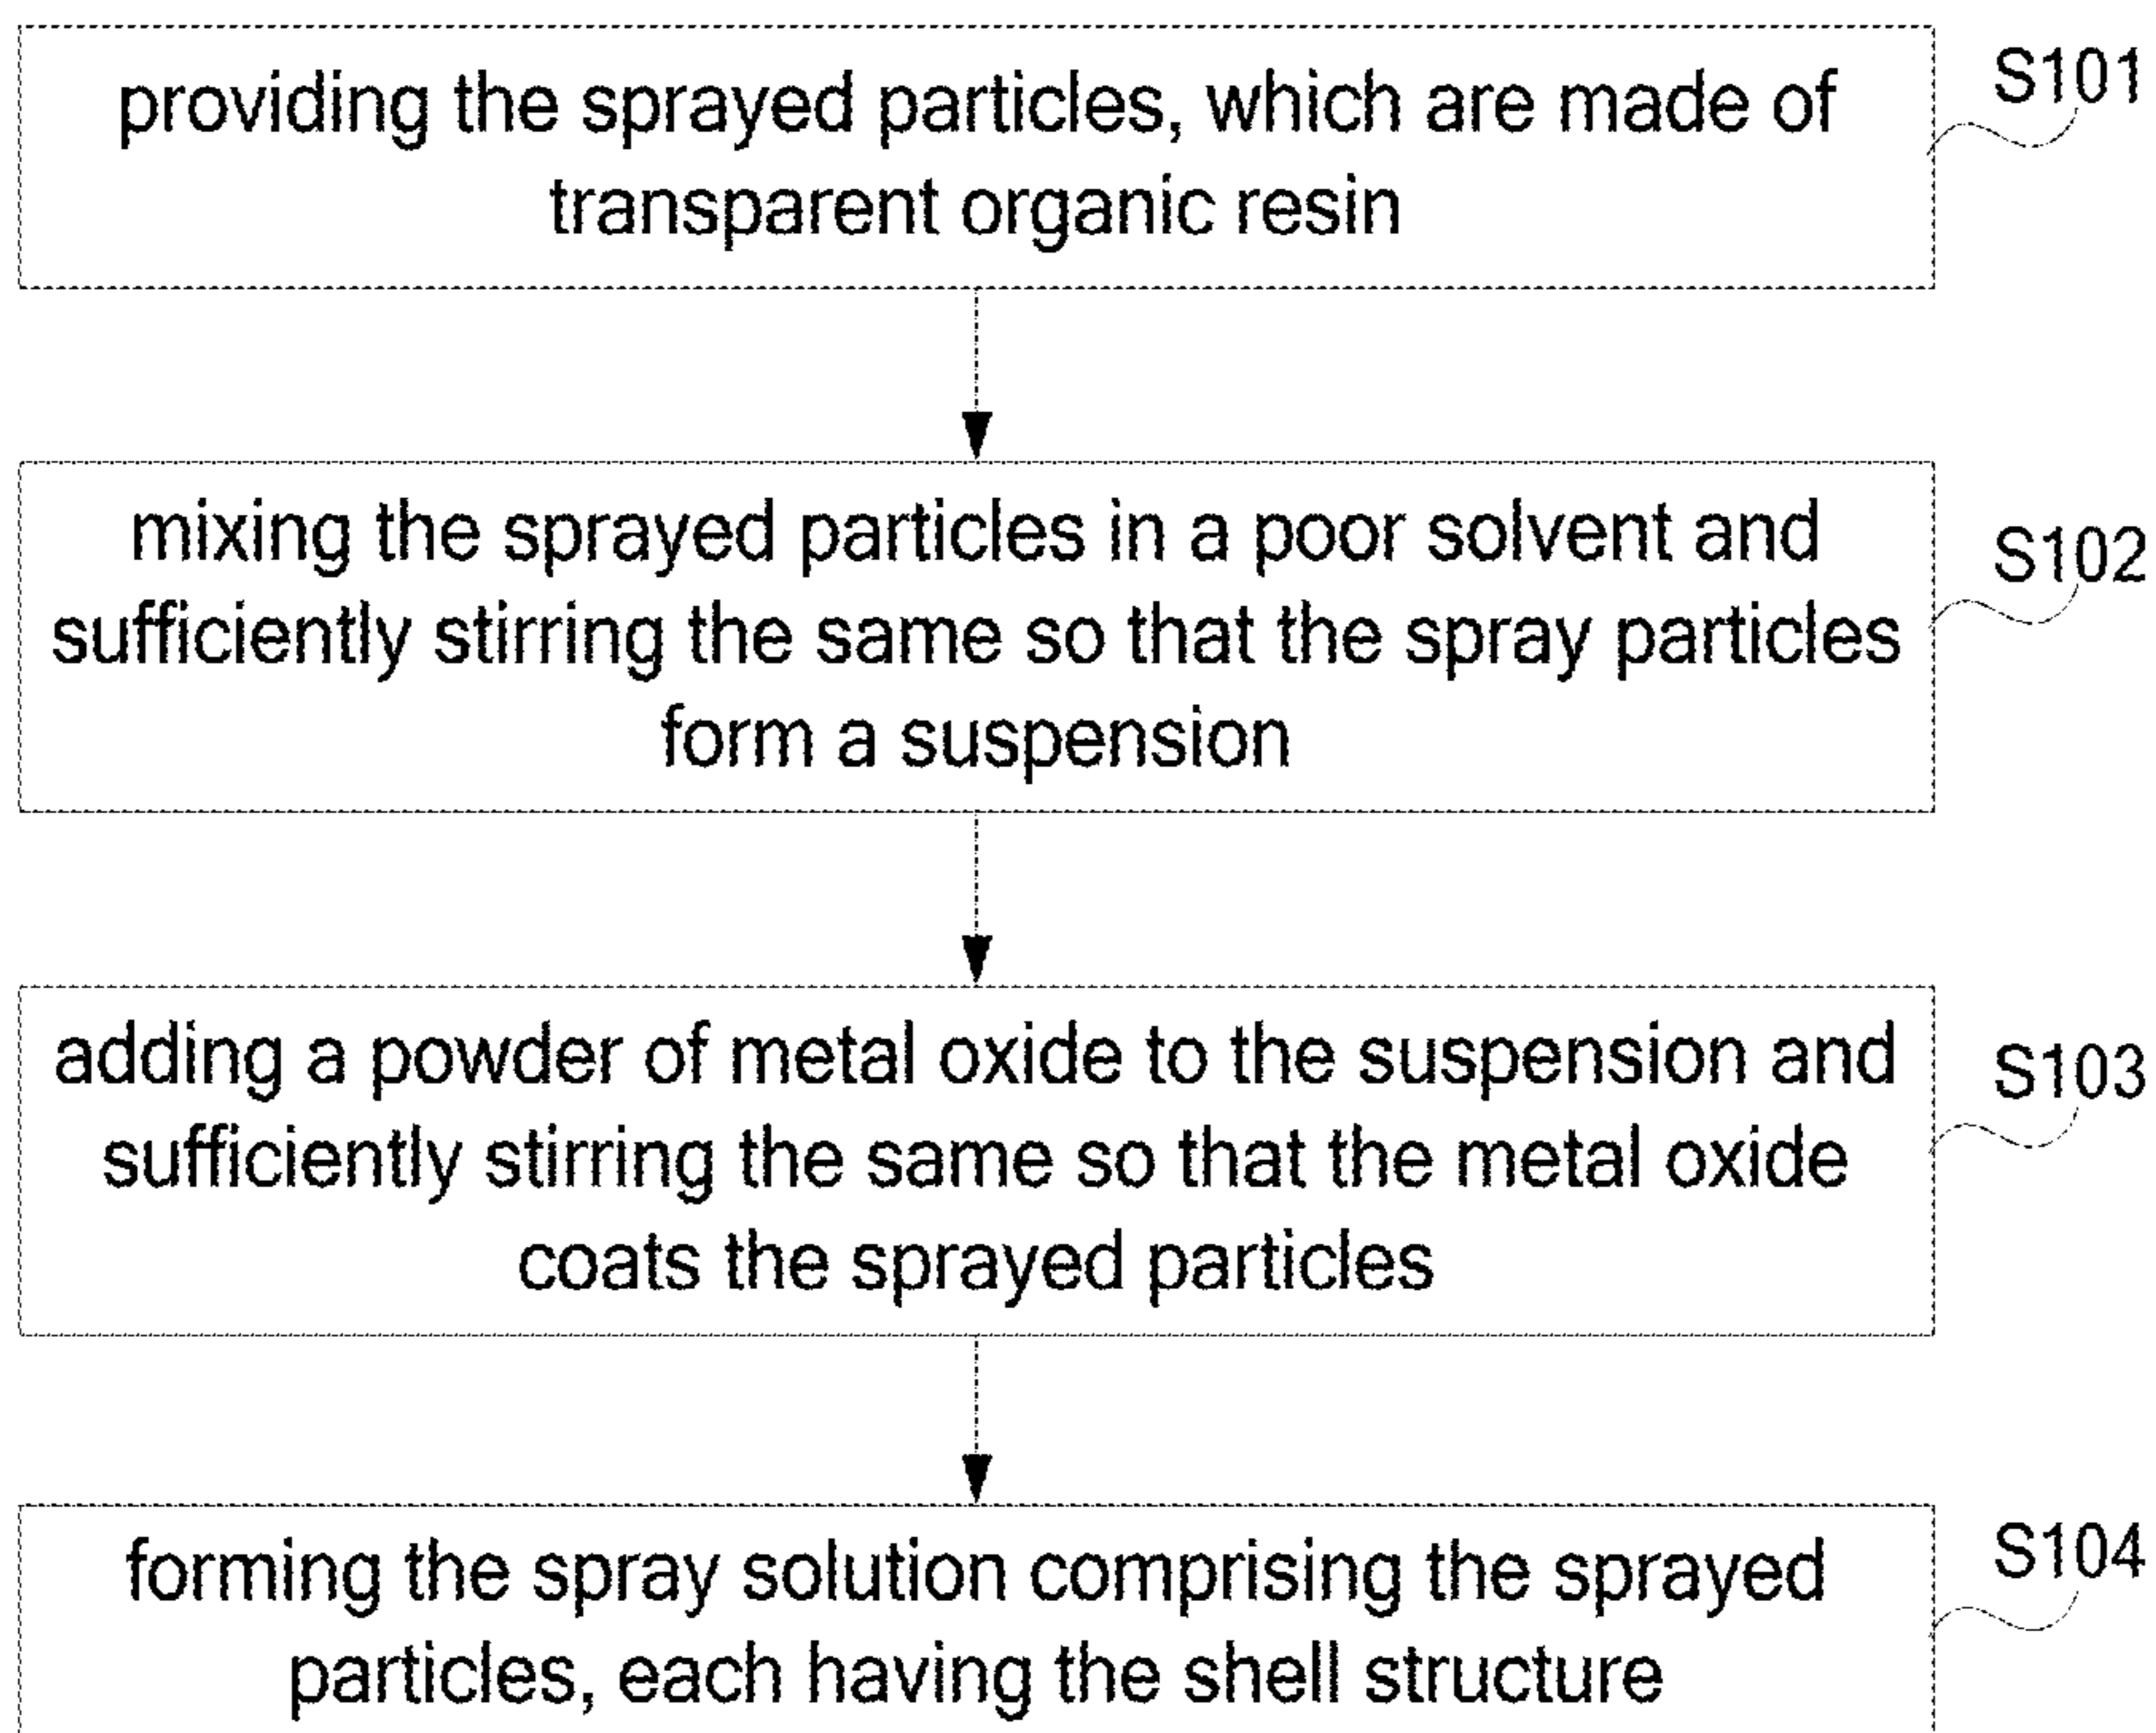 providing the sprayed particles, which are made of
transparent organic resin
S101
mixing the sprayed particles in a poor solvent and
sufficiently stirring the same so that the spray particles
form a suspension
S102
adding a powder of metal oxide to the suspension and
sufficiently stirring the same so that the metal oxide
coats the sprayed particles
S103
forming the spray solution comprising the sprayed
particles, each having the shell structure
S104